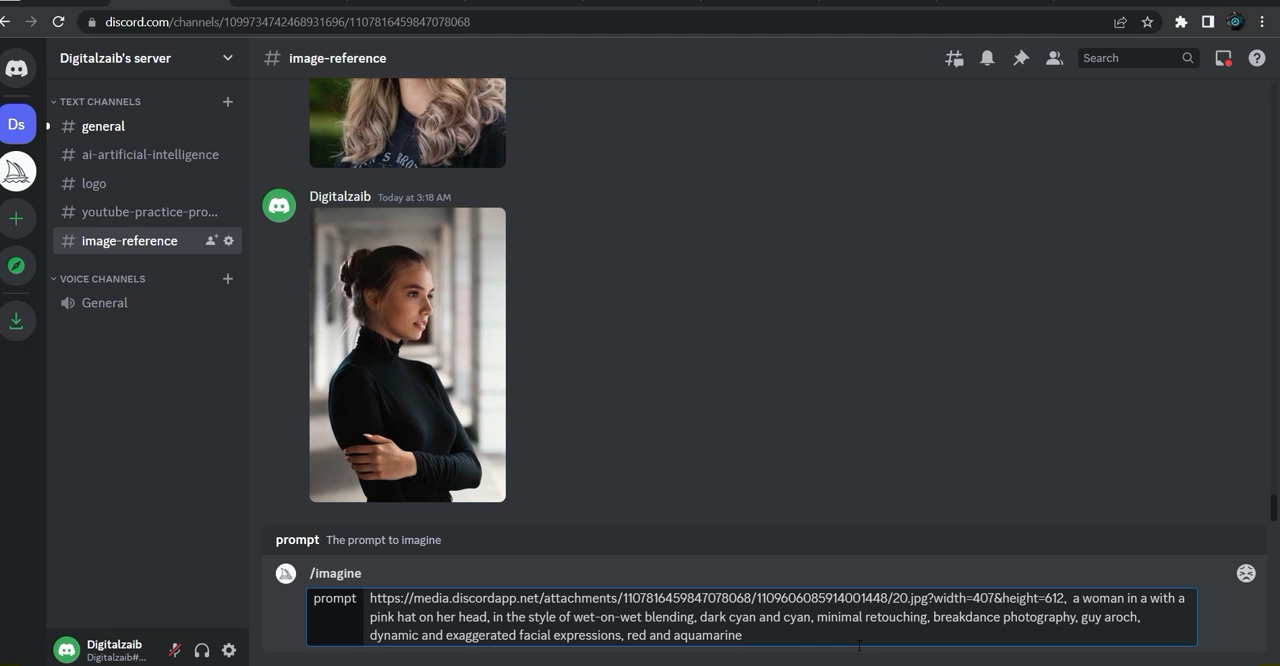 discord.com/channels/1099734742468931696/1107816459847078068
Digitalzaib's server
# image-reference
Search
TEXT CHANNELS
Ds
# general
# ai-artificial-intelligence
# logo
# youtube-practice-pro...
# image-reference
VOICE CHANNELS
General
Digitalzaib Today at 3:18 AM
prompt The prompt to imagine
/imagine
prompt https://media.discordapp.net/attachments/1107816459847078068/1109606085914001448/20.jpg?width=407&height=612, a woman in a with a
pink hat on her head, in the style of wet-on-wet blending, dark cyan and cyan, minimal retouching, breakdance photography, guy aroch,
dynamic and exaggerated facial expressions, red and aquamarine
Digitalzaib
Digitalzaib#...